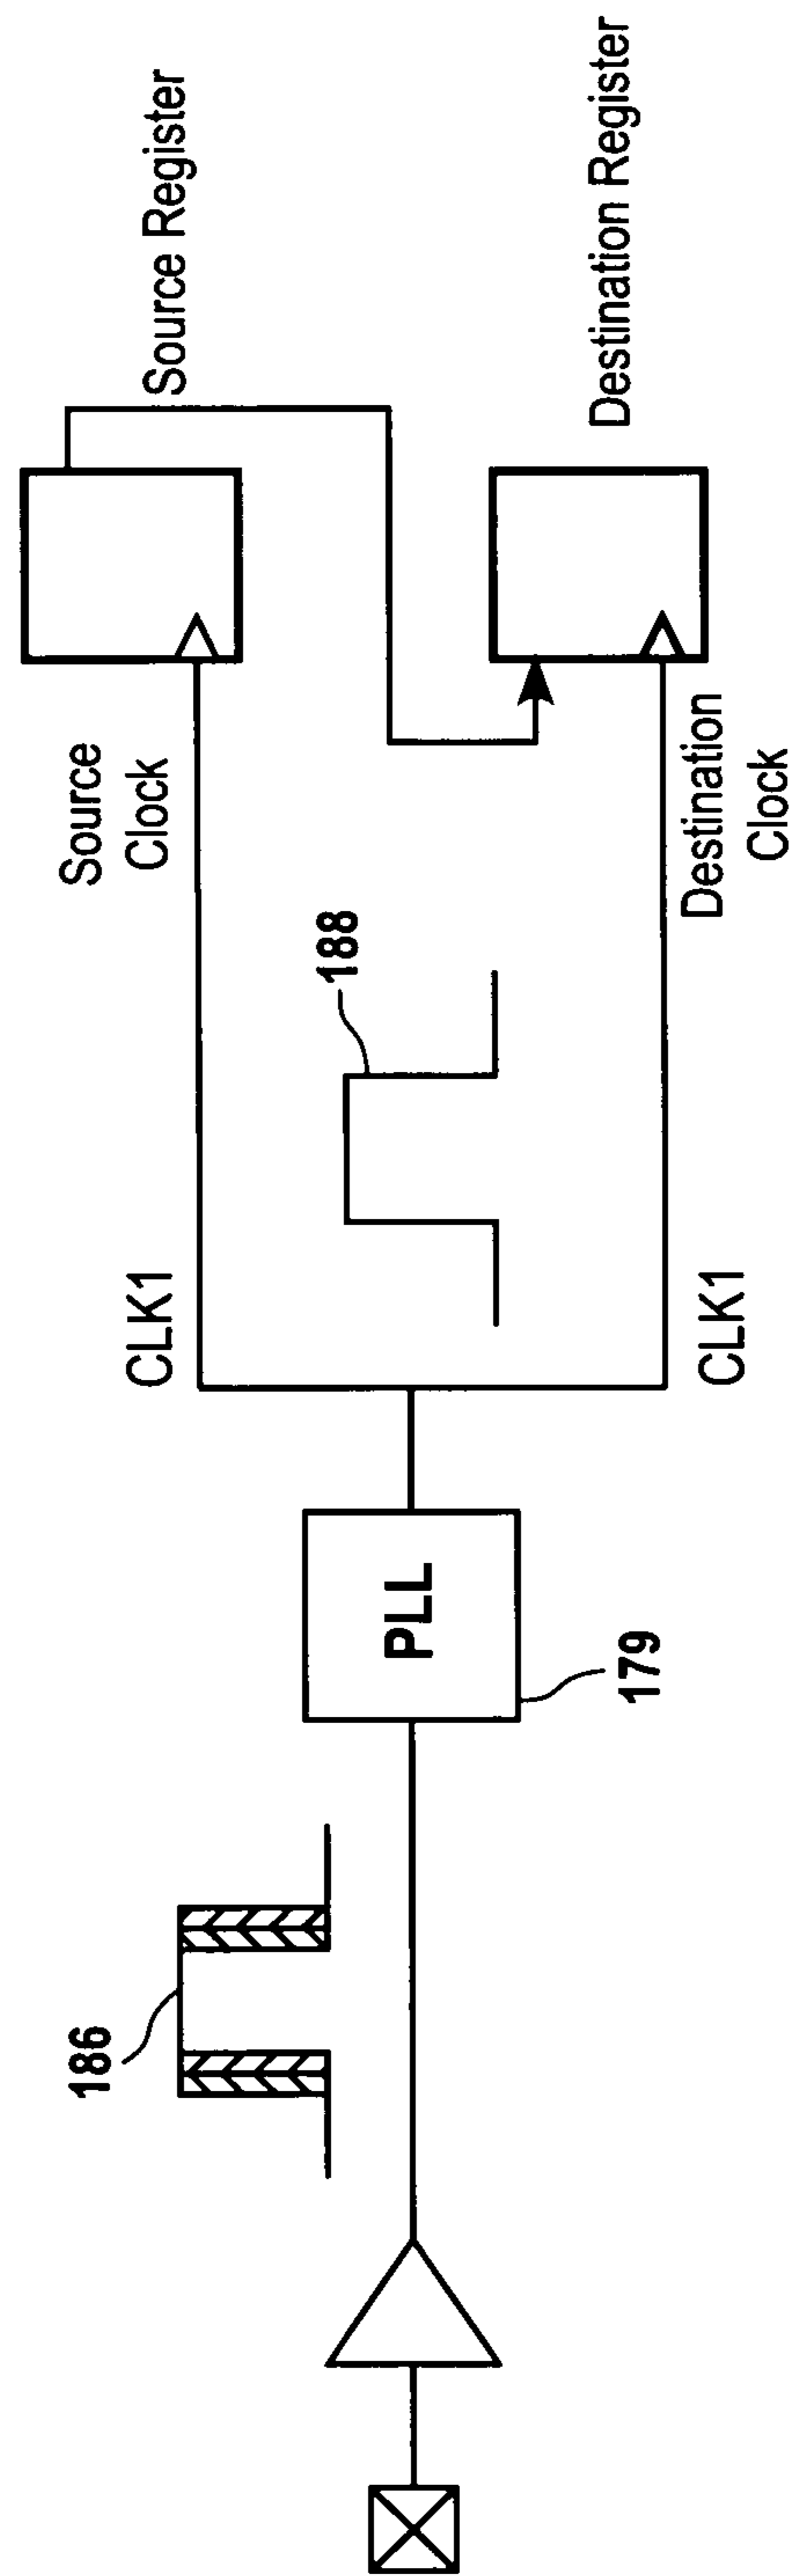 186
PLL
179
CLK1
CLK1
188
Source
Clock
Destination
Clock
Source Register
Destination Register